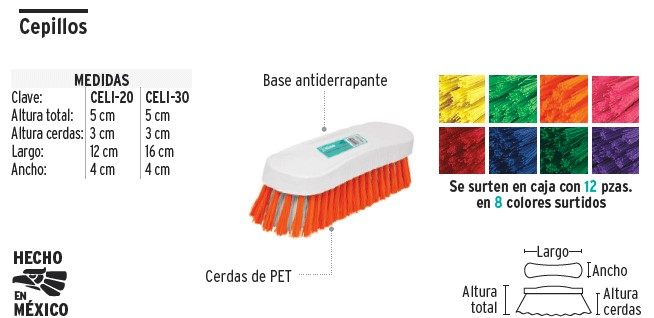 Cepillos
MEDIDAS
Clave: CELI-20 CELI-30
Altura total: 5 cm 5 cm
Altura cerdas: 3 cm 3 cm
Largo: 12 cm 16 cm
Ancho: 4 cm 4 cm
Base antiderrapante
Cerdas de PET
Se surten en caja con 12 pzas.
en 8 colores surtidos
HECHO
EN
MÉXICO
Largo
Ancho
Altura
total
Altura
cerdas